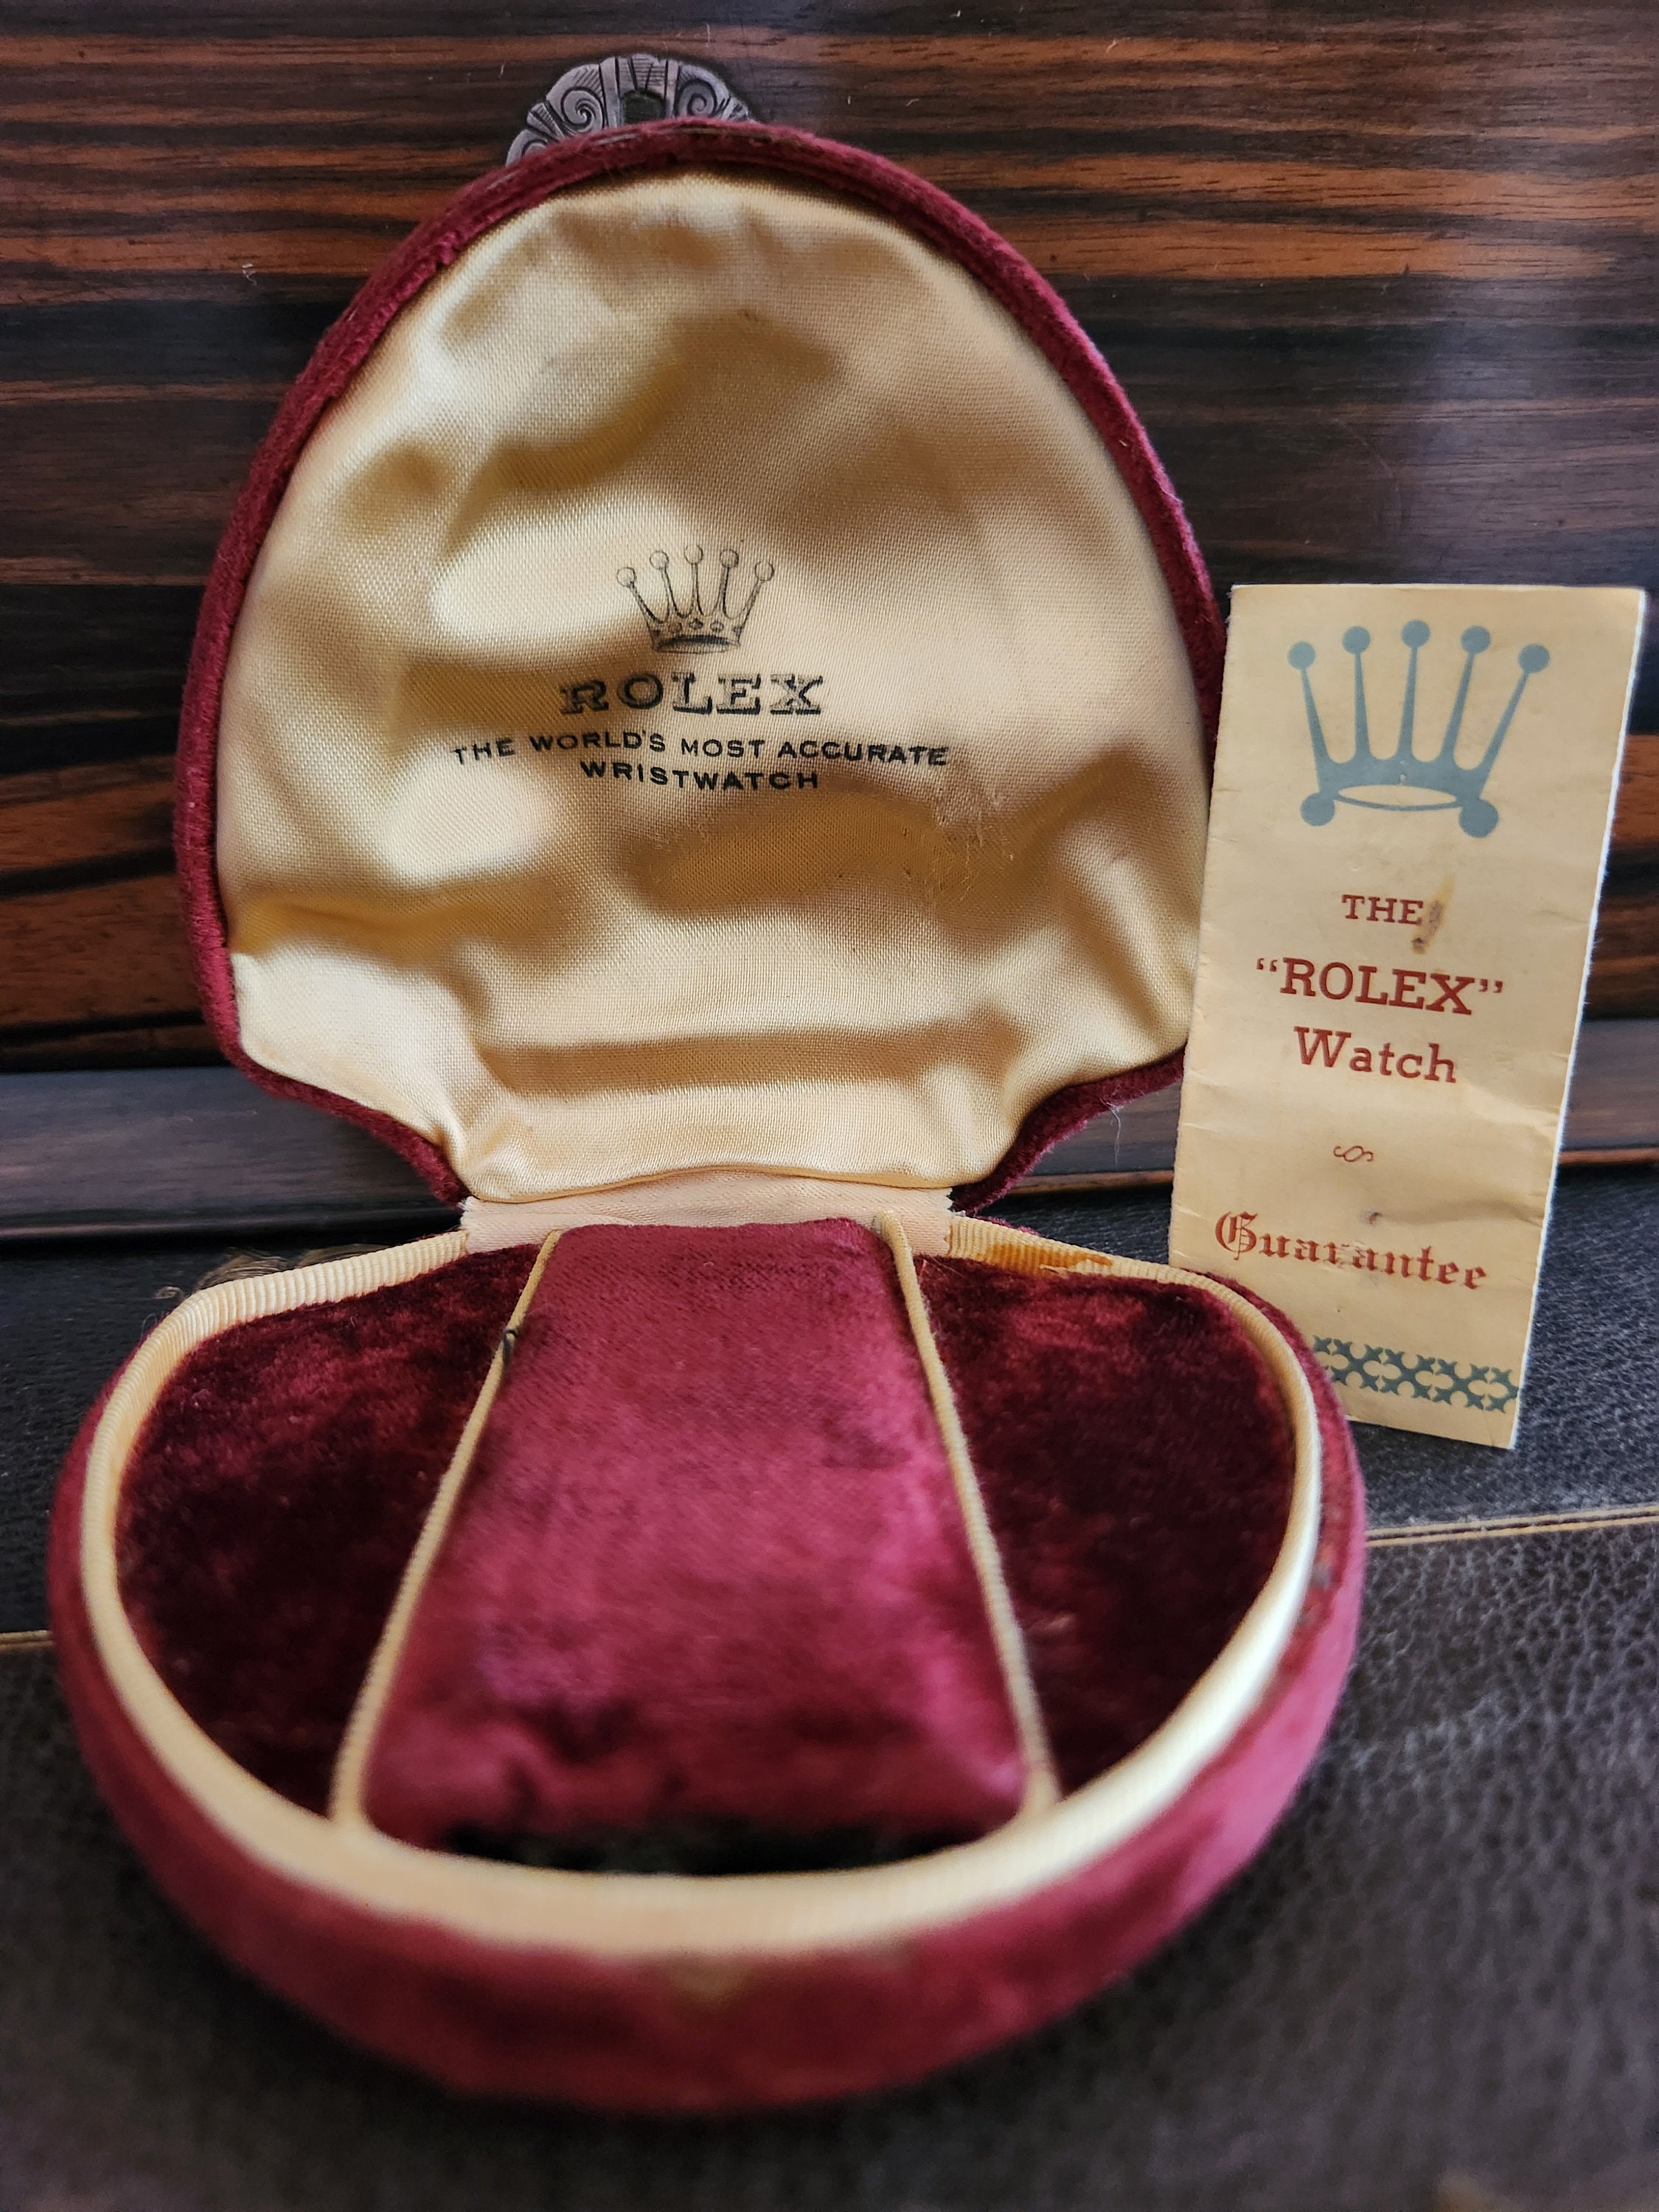 ROLEX
THE WORLD'S MOST ACCURATE
WRISTWATCH
THE
“ROLEX”
Watch
Guarantee